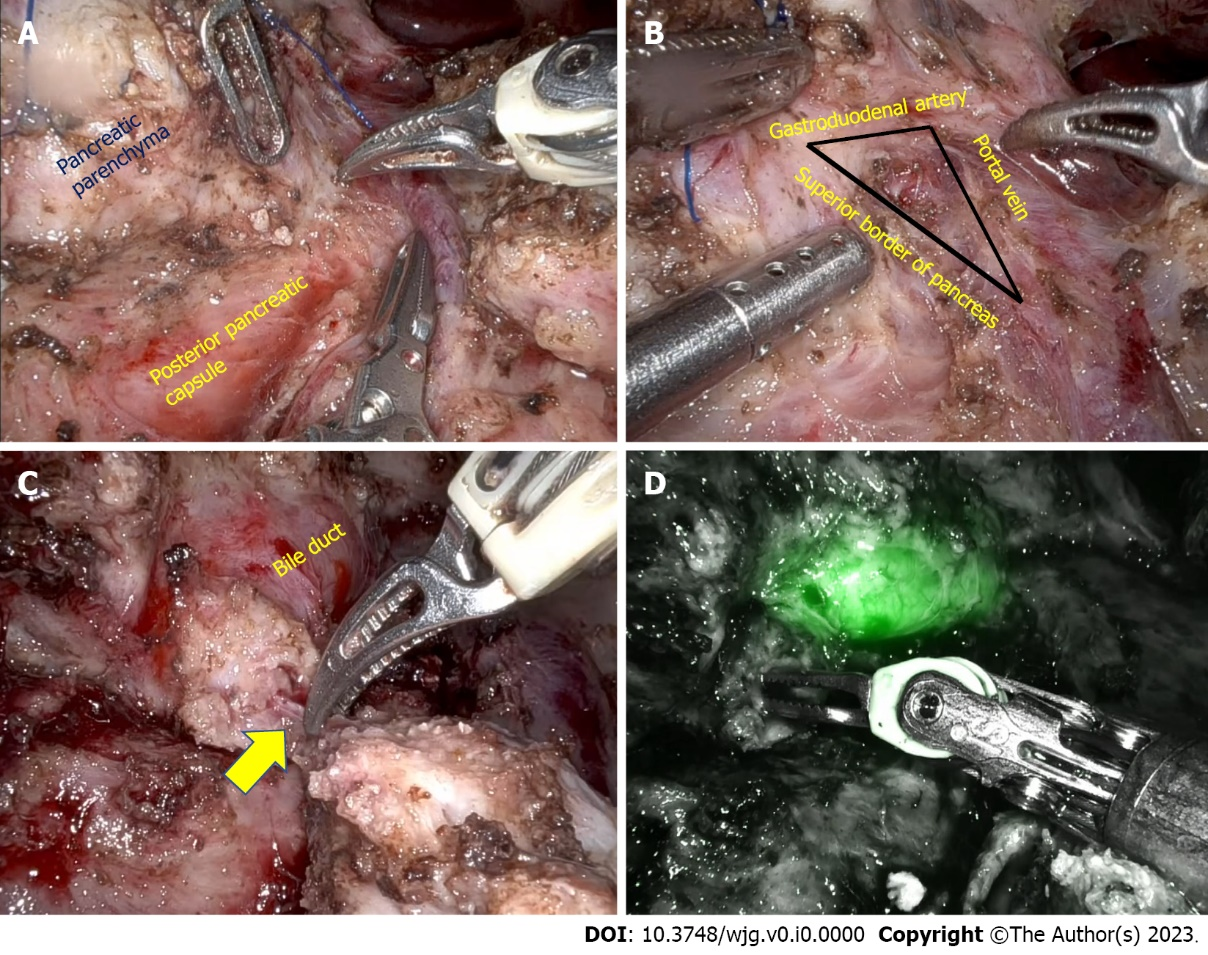 A
Pancreatic
parenchyma
Posterior pancreatic
capsule
B
Gastroduodenal artery
Portal vein
Superior border of pancreas
C
Bile duct
D
DOI: 10.3748/wjg.v0.i0.0000 Copyright ©The Author(s) 2023.